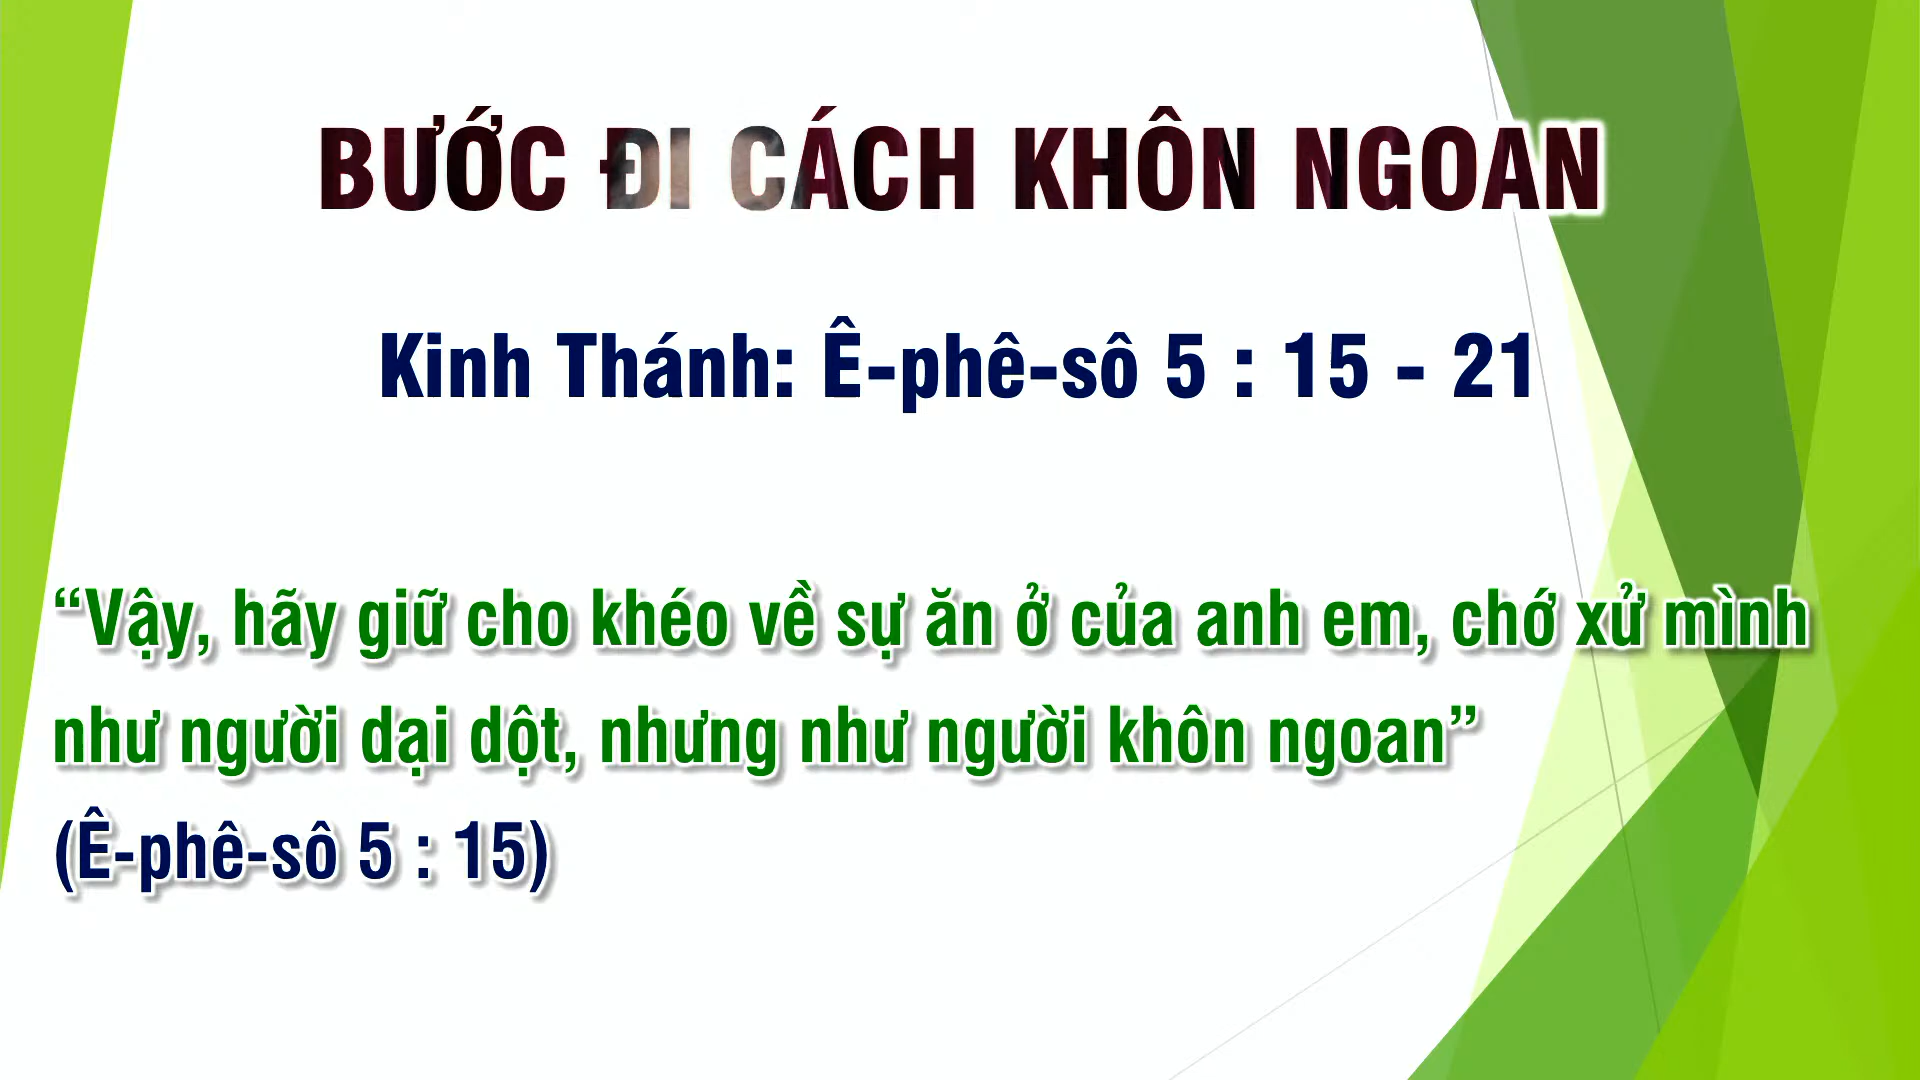 BƯỚC ĐI CÁCH KHÔN NGOAN
Kinh Thánh: Ê-phê-sô 5 : 15 - 21
“Vậy, hãy giữ cho khéo về sự ăn ở của anh em, chớ xử mình
như người dại dột, nhưng như người khôn ngoan”
(Ê-phê-sô 5 : 15)